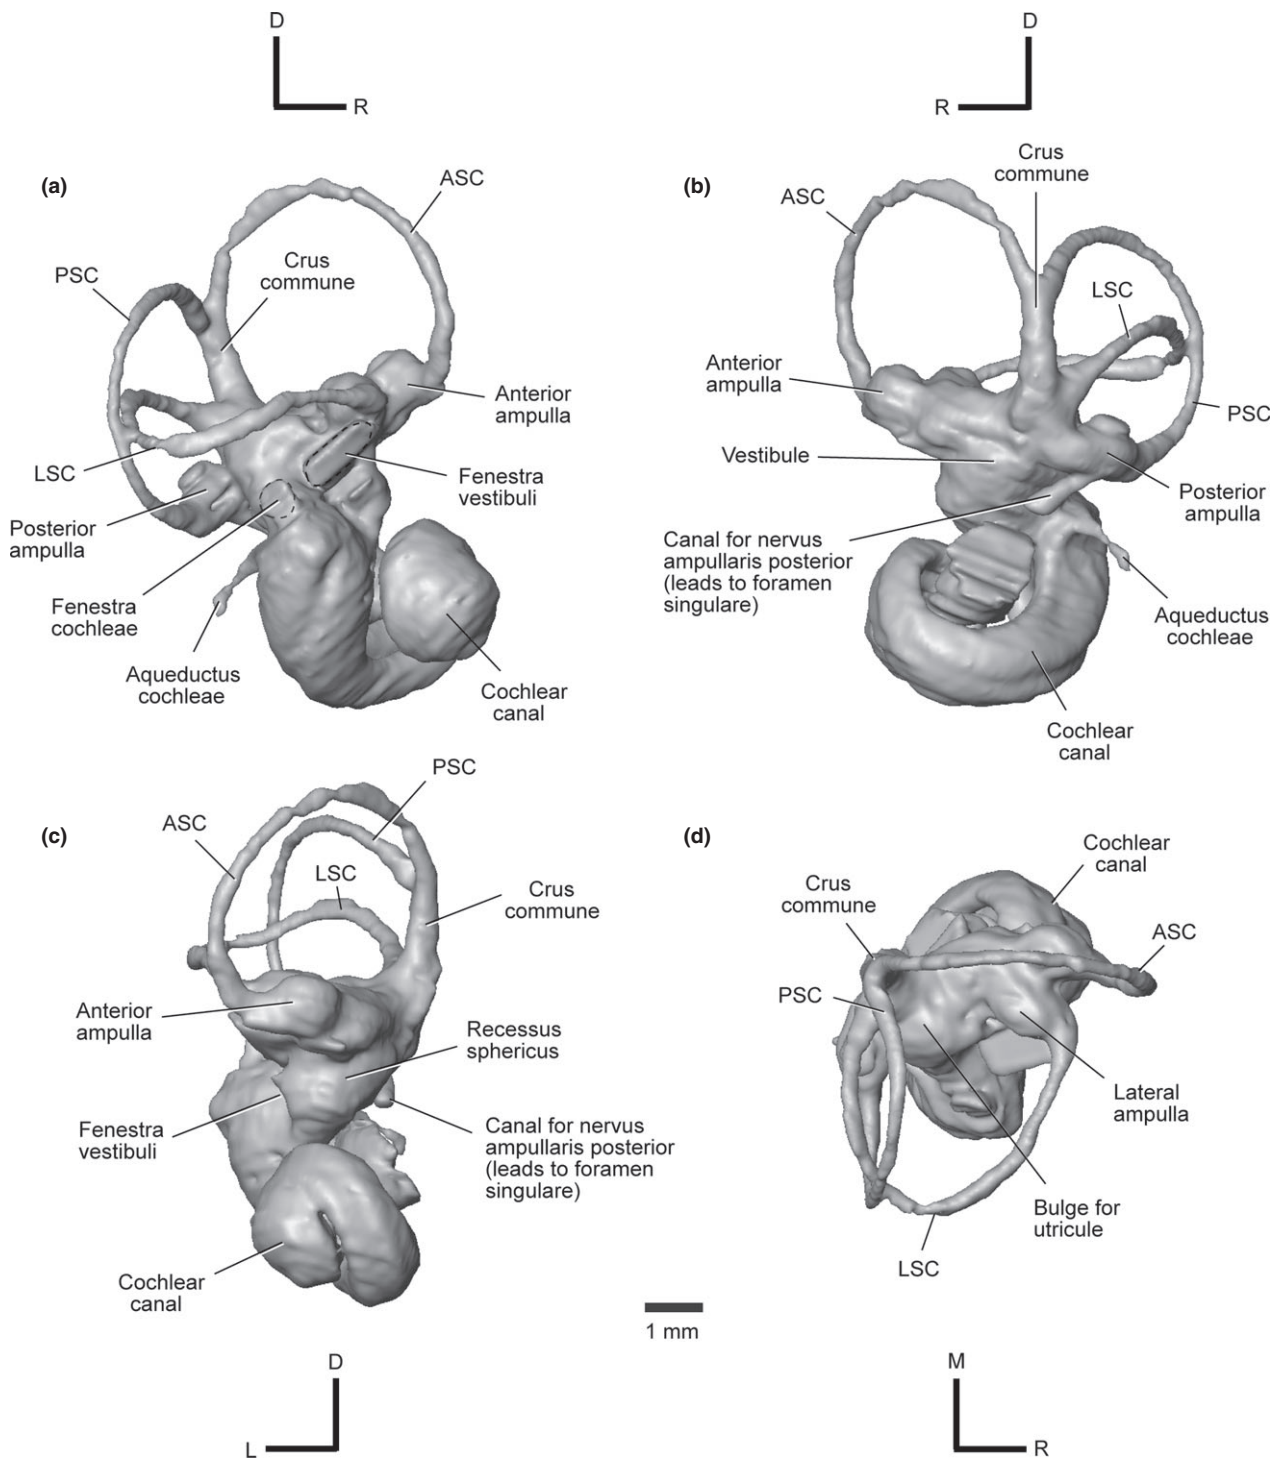 D
R
(a)
ASC
PSC
Crus
commune
Anterior
ampulla
LSC
Fenestra
vestibuli
Posterior
ampulla
Fenestra
cochleae
Aqueductus
cochleae
Cochlear
canal
D
R
(b)
Crus
commune
ASC
LSC
Anterior
ampulla
PSC
Vestibule
Posterior
ampulla
Canal for nervus
ampullaris posterior
(leads to foramen
singulare)
Aqueductus
cochleae
Cochlear
canal
(c)
PSC
ASC
LSC
Crus
commune
Anterior
ampulla
Recessus
sphericus
Fenestra
vestibuli
Canal for nervus
ampullaris posterior
(leads to foramen
singulare)
Cochlear
canal
D
L
(d)
Cochlear
canal
Crus
commune
ASC
PSC
Lateral
ampulla
Bulge for
utricule
LSC
1 mm
M
R